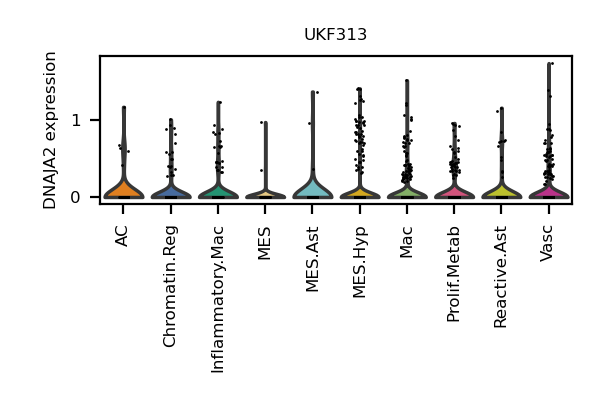 UKF313
DNAJA2 expression
1
0
AC
Chromatin.Reg
Inflammatory.Mac
MES
MES.Ast
MES.Hyp
Mac
Prolif.Metab
Reactive.Ast
Vasc